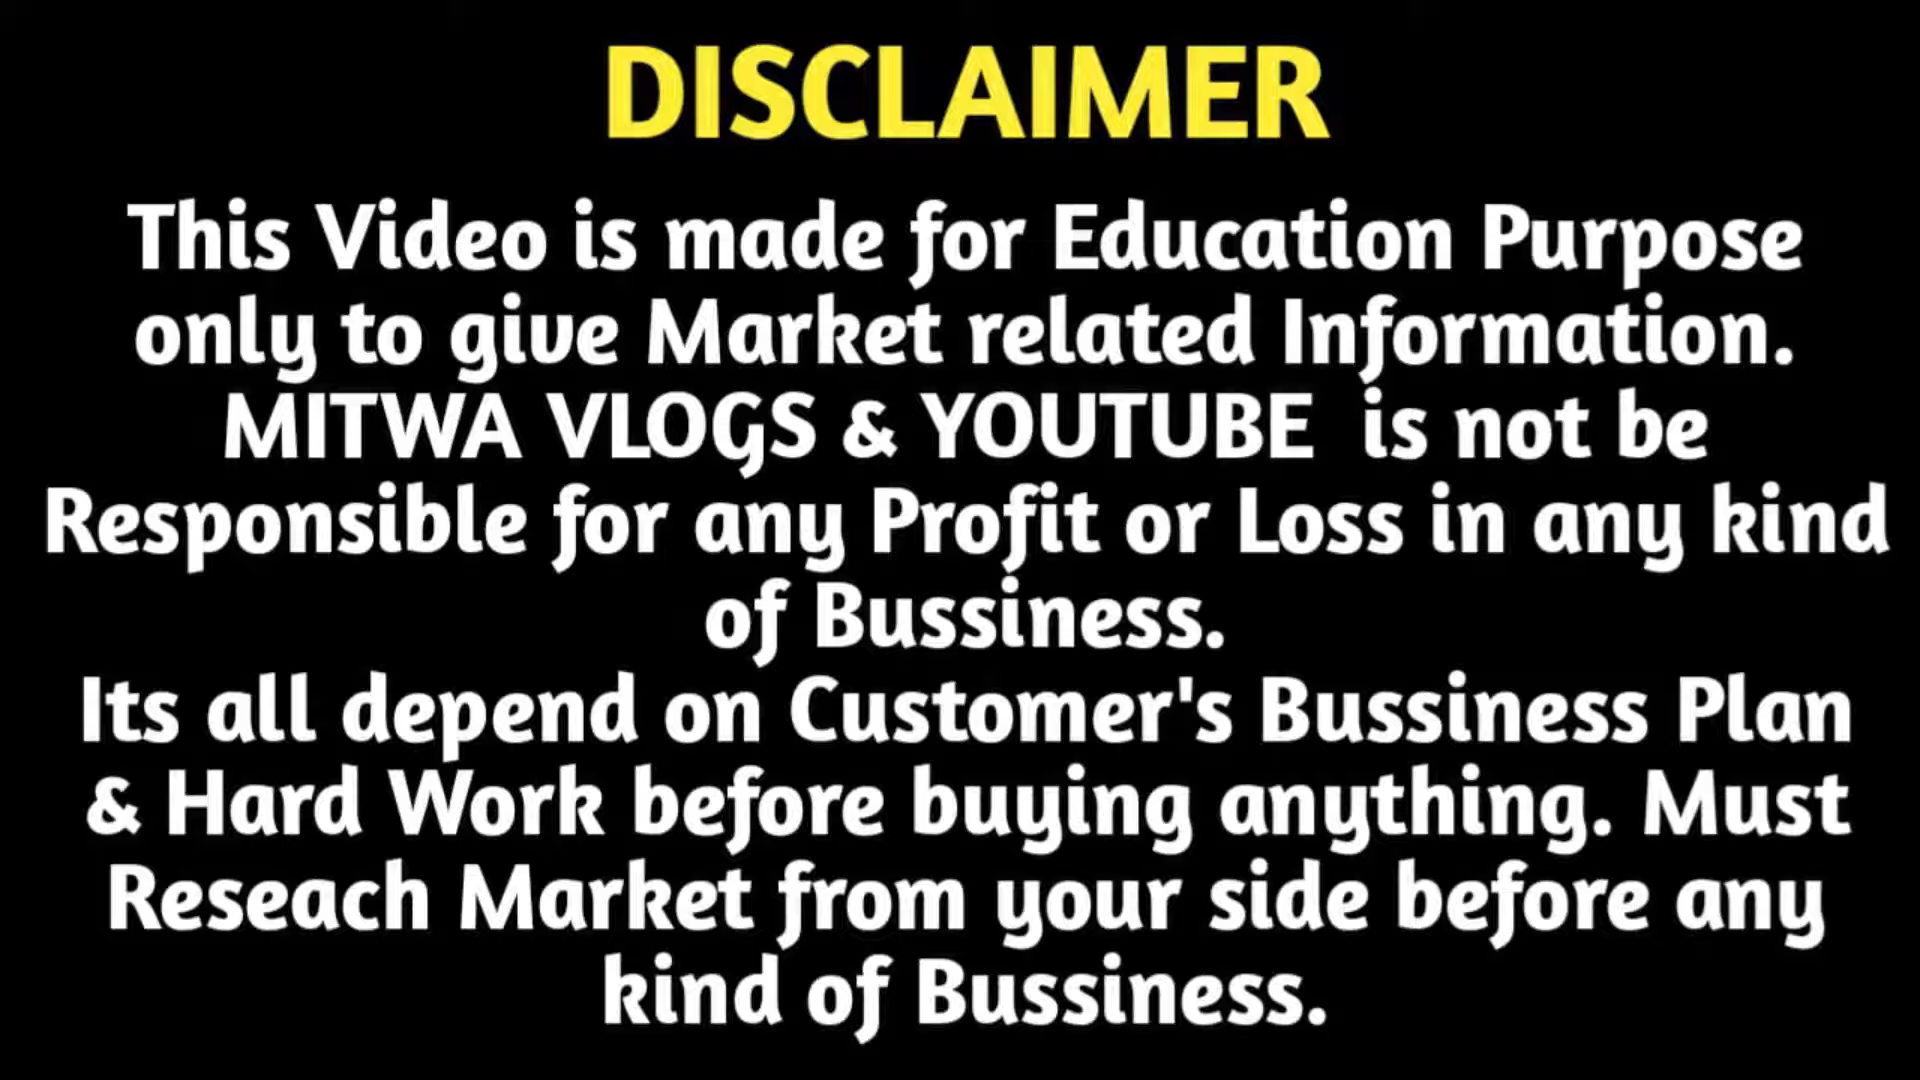 DISCLAIMER
This Video is made for Education Purpose
only to give Market related Information.
MITWA VLOGS & YOUTUBE is not be
Responsible for any Profit or Loss in any kind
of Bussiness.
Its all depend on Customer's Bussiness Plan
& Hard Work before buying anything. Must
Reseach Market from your side before any
kind of Bussiness.